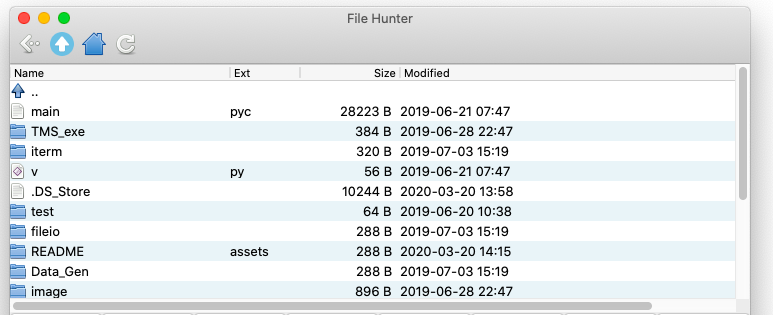 File Hunter
Name Ext Size Modified
..
main pyc 28223 B 2019-06-21 07:47
TMS_exe 384 B 2019-06-28 22:47
iterm 320 B 2019-07-03 15:19
v py 56 B 2019-06-21 07:47
.DS_Store 10244 B 2020-03-20 13:58
test 64 B 2019-06-20 10:38
fileio 288 B 2019-07-03 15:19
README assets 288 B 2020-03-20 14:15
Data_Gen 288 B 2019-07-03 15:19
image 896 B 2019-06-28 22:47